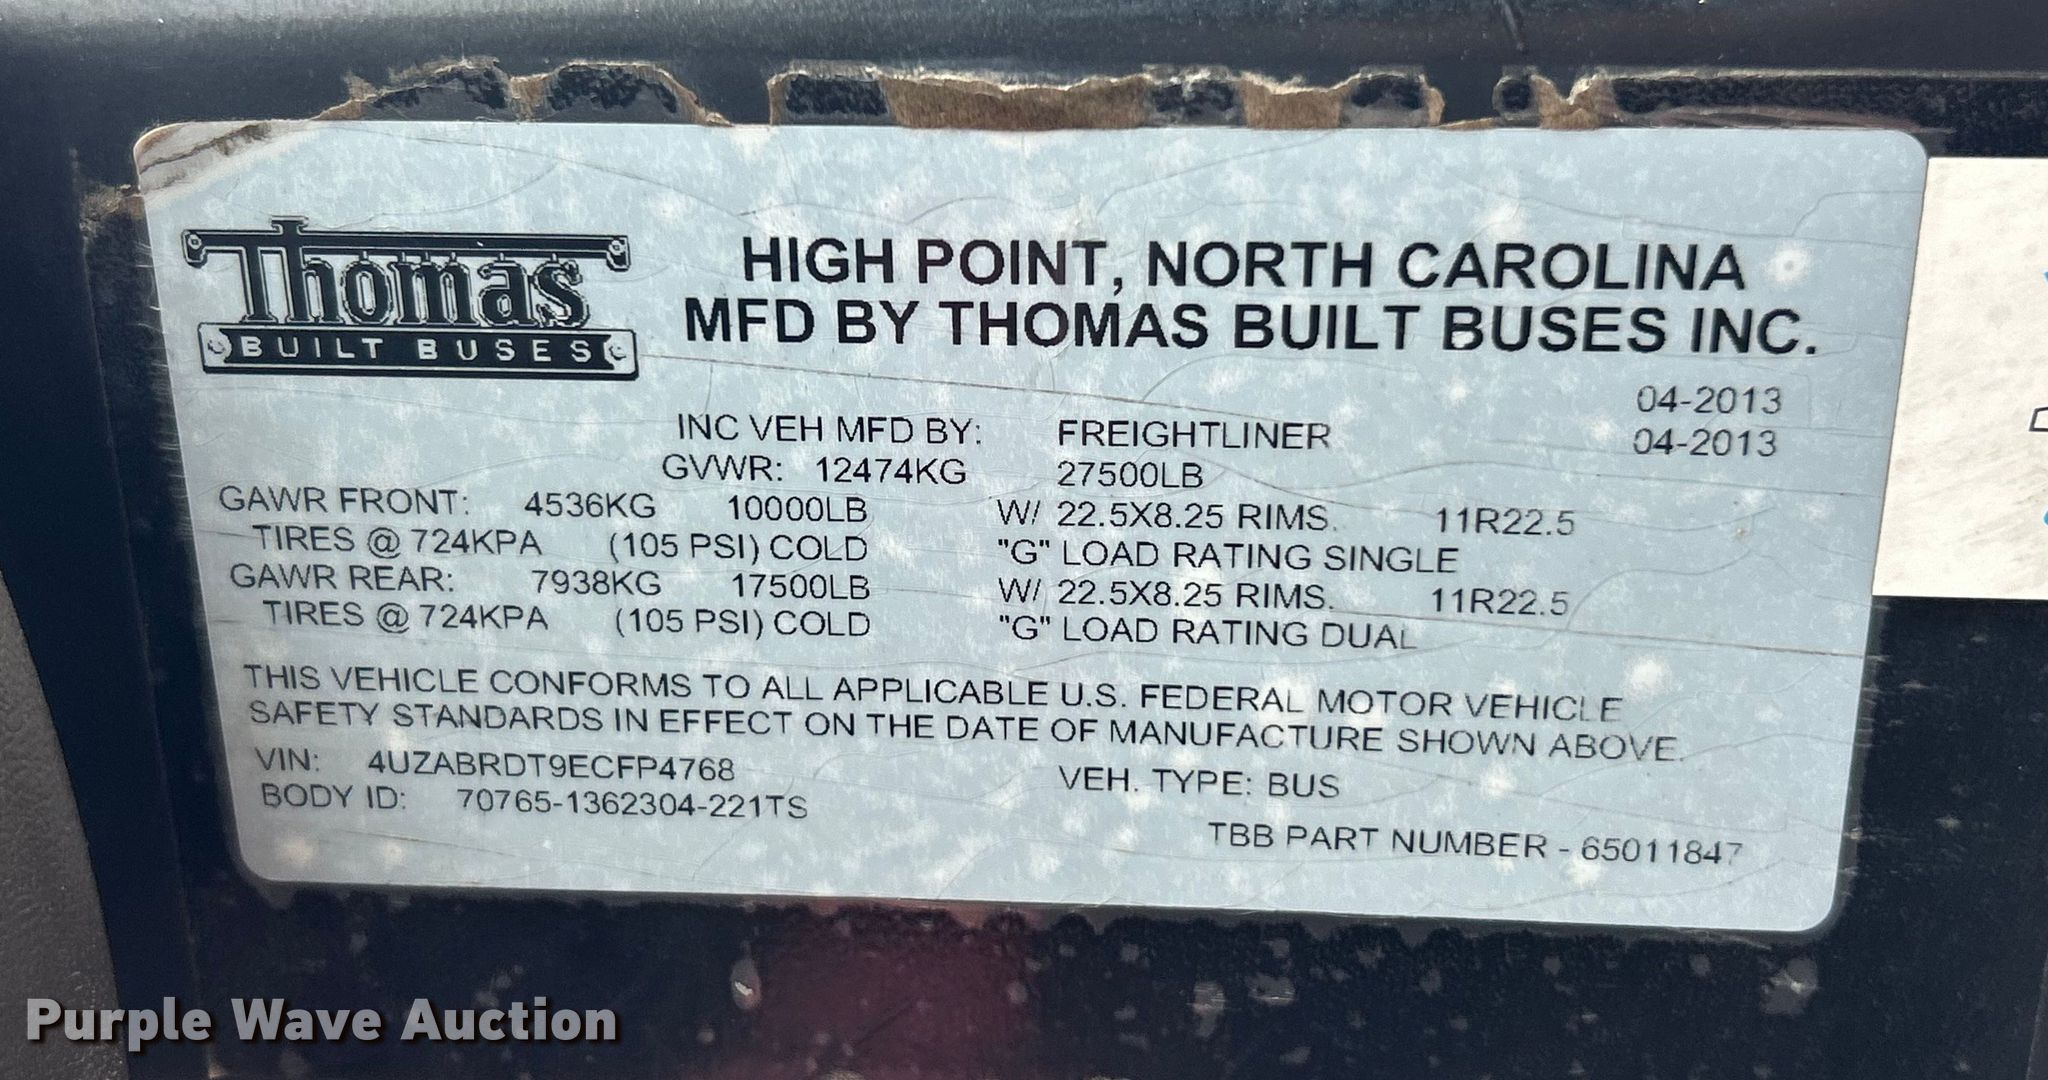 Thomas
BUILT BUSES
HIGH POINT, NORTH CAROLINA
MFD BY THOMAS BUILT BUSES INC.
04-2013
INC VEH MFD BY: FREIGHTLINER 04-2013
GVWR: 12474KG 27500LB
GAWR FRONT: 4536KG 10000LB W/ 22.5X8.25 RIMS. 11R22.5
TIRES @ 724KPA (105 PSI) COLD "G" LOAD RATING SINGLE
GAWR REAR: 7938KG 17500LB W/ 22.5X8.25 RIMS. 11R22.5
TIRES @ 724KPA (105 PSI) COLD "G" LOAD RATING DUAL
THIS VEHICLE CONFORMS TO ALL APPLICABLE U.S. FEDERAL MOTOR VEHICLE
SAFETY STANDARDS IN EFFECT ON THE DATE OF MANUFACTURE SHOWN ABOVE.
VIN: 4UZABRDT9ECFP4768 VEH. TYPE: BUS
BODY ID: 70765-1362304-221TS
TBB PART NUMBER - 65011847
Purple Wave Auction